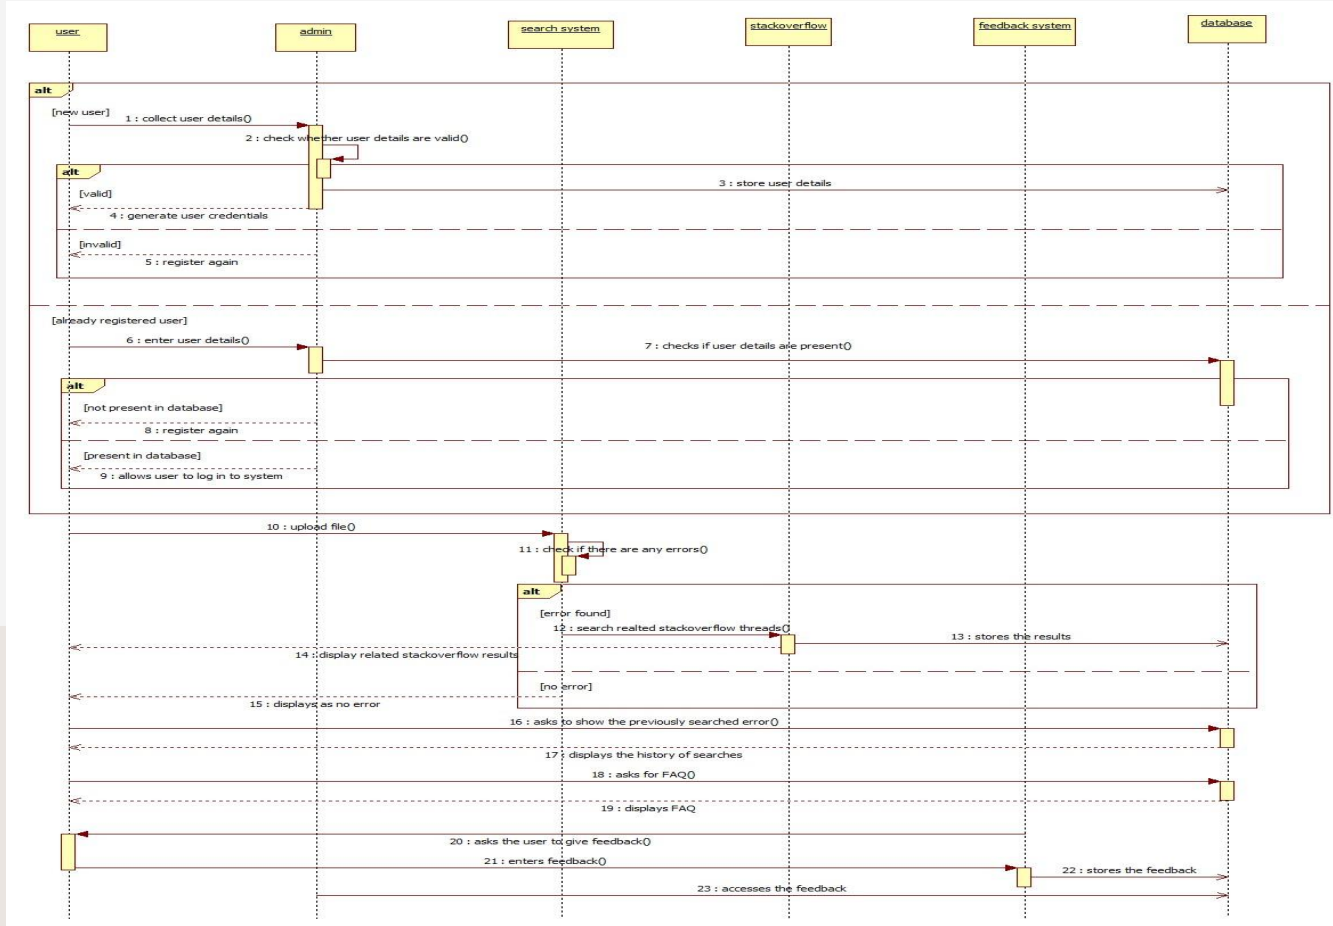 user
admin
search system
stackoverflow
feedback system
database
alt
[new user]
1 : collect user details()
2 : check whether user details are valid()
alt
3 : store user details
[valid]
4 : generate user credentials
[invalid]
5 : register again
[already registered user]
6 : enter user details()
7 : checks if user details are present()
alt
[not present in database]
8 : register again
[present in database]
9 : allows user to log in to system
10 : upload file()
11 : check if there are any errors()
alt
[error found]
12 : search realted stackoverflow threads()
13 : stores the results
14 : display related stackoverflow results
[no error]
15 : displays as no error
16 : asks to show the previously searched error()
17 : displays the history of searches
18 : asks for FAQ()
19 : displays FAQ
20 : asks the user to give feedback()
21 : enters feedback()
22 : stores the feedback
23 : accesses the feedback